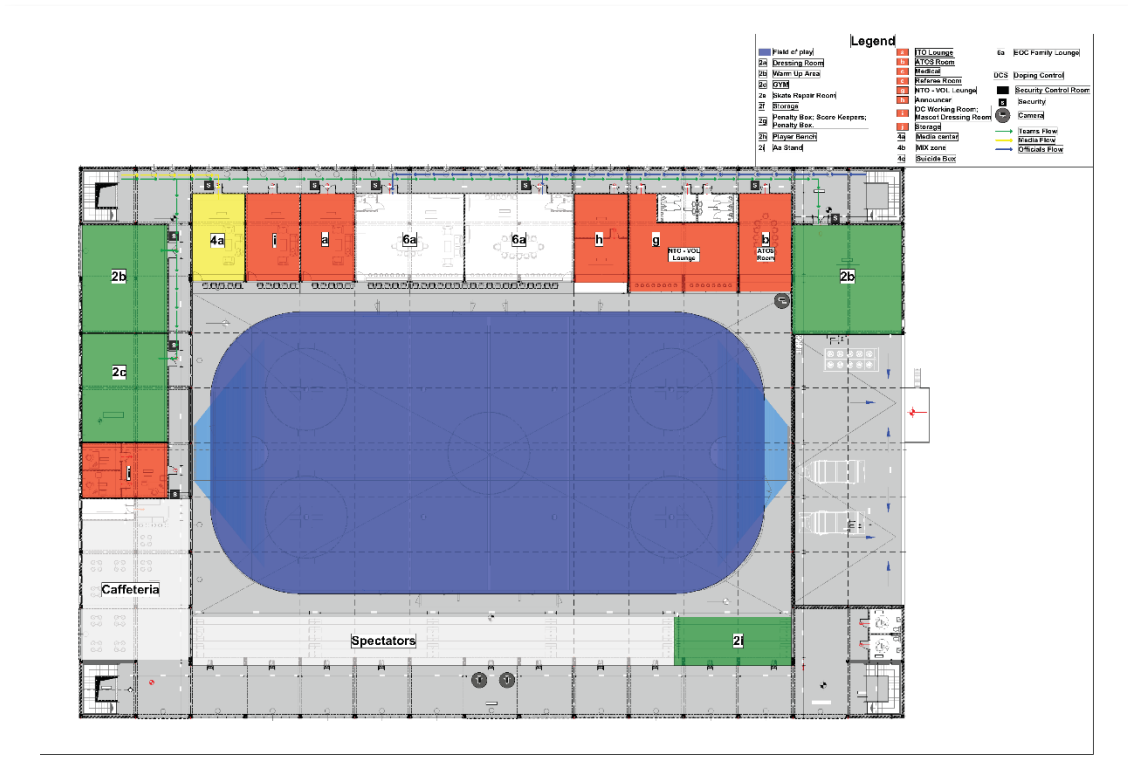 Legend
Field of play
2a Dressing Room
2b Warm Up Area
2c GYM
2e Skate Repair Room
2f Storage
2g Penalty Box; Score Keepers; Penalty Box.
2h Player Bench
2i Aa Stand
ITO Lounge
ATOS Room
Medical
Referee Room
g NTO - VOL Lounge
h Announcer
i OC Working Room;
Mascot Dressing Room
Storage
4a Media center
4b MIX zone
4c Suicide Box
6a EOC Family Lounge
DCS Doping Control
Security Control Room
S Security
Camera
Teams Flow
Media Flow
Officials Flow
S
S
S
S
S
S
4a
i
a
6a
6a
h
g
NTO - VOL
Lounge
b
ATOS
Room
2b
S
2b
S
2c
S
Caffeteria
Spectators
2i